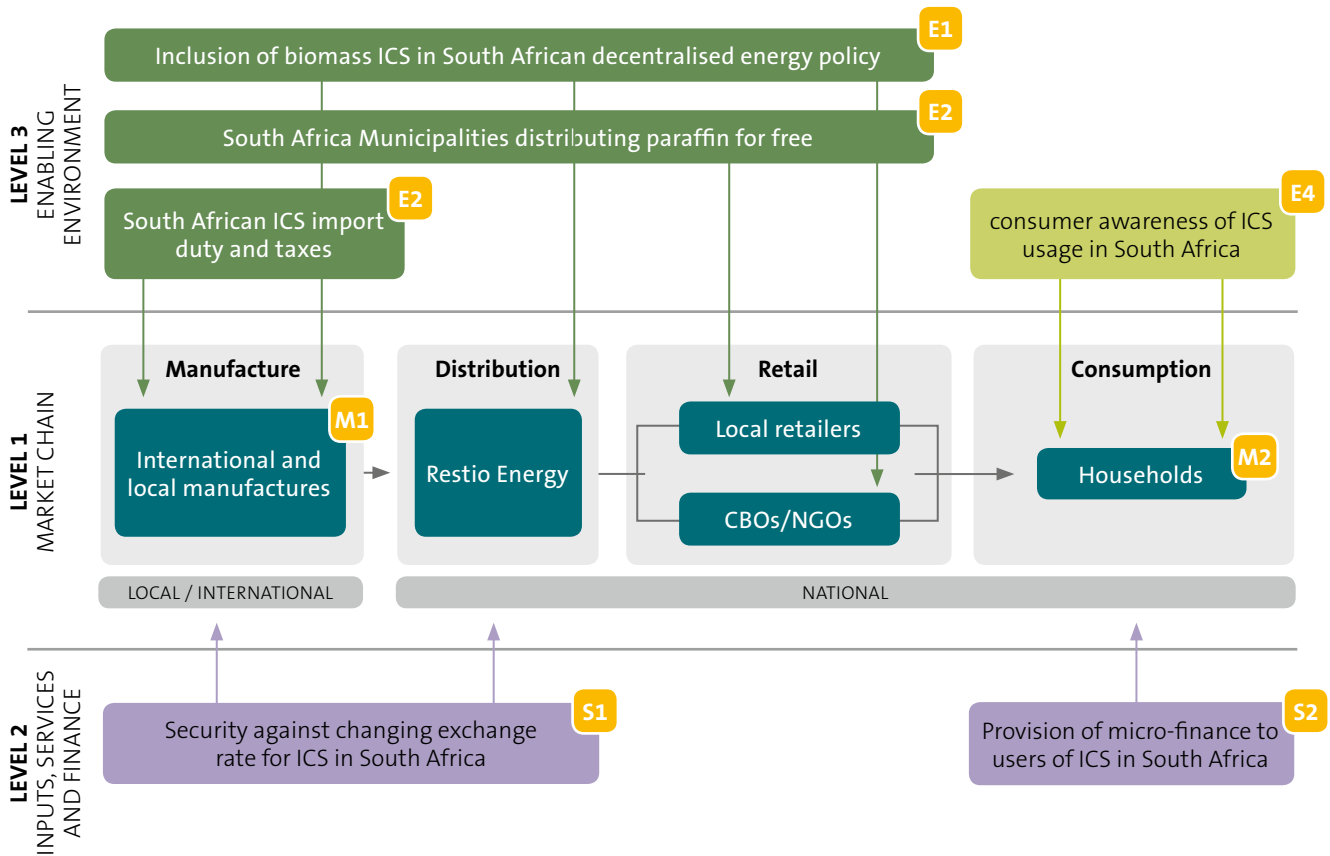 LEVEL 3
ENABLING
ENVIRONMENT
Inclusion of biomass ICS in South African decentralised energy policy
E1
South Africa Municipalities distributing paraffin for free
E2
South African ICS import
duty and taxes
E2
consumer awareness of ICS
usage in South Africa
E4
LEVEL 1
MARKET CHAIN
Manufacture
International and
local manufactures
M1
Distribution
Restio Energy
Retail
Local retailers
CBOs/NGOs
Consumption
Households
M2
LOCAL / INTERNATIONAL
NATIONAL
LEVEL 2
INPUTS, SERVICES
AND FINANCE
Security against changing exchange
rate for ICS in South Africa
S1
Provision of micro-finance to
users of ICS in South Africa
S2